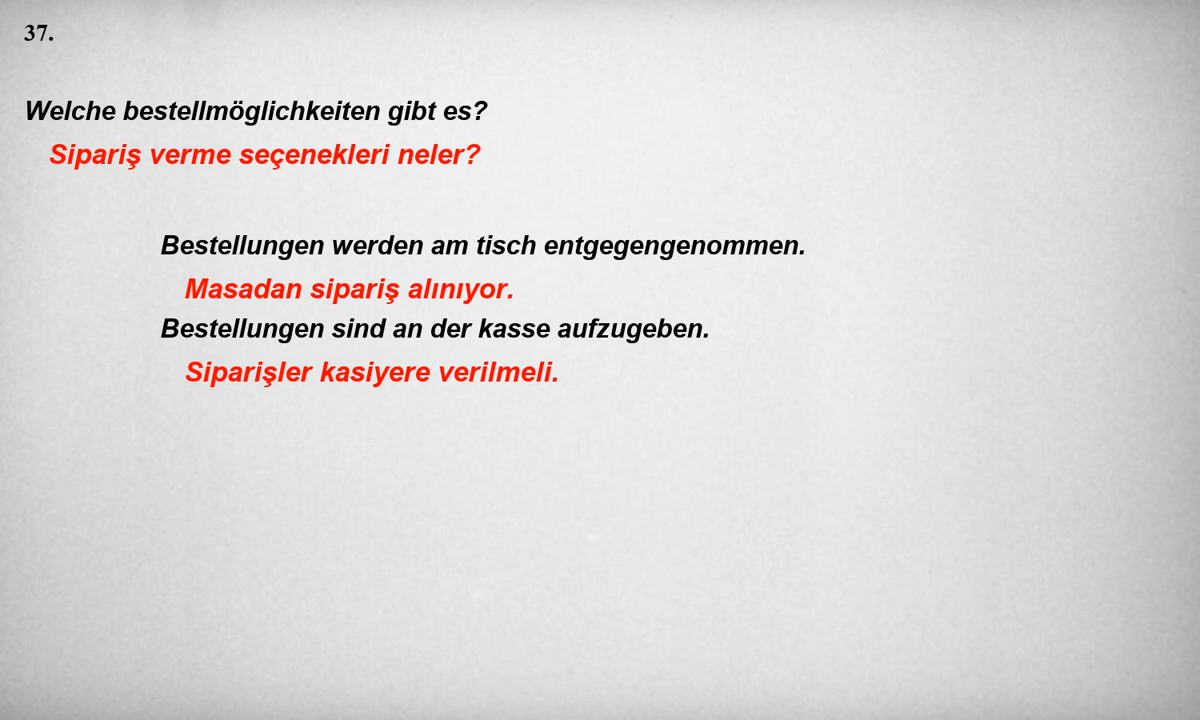 37.
Welche bestellmöglichkeiten gibt es?
Sipariş verme seçenekleri neler?
Bestellungen werden am tisch entgegengenommen.
Masadan sipariş alınıyor.
Bestellungen sind an der kasse aufzugeben.
Siparişler kasiyere verilmeli.